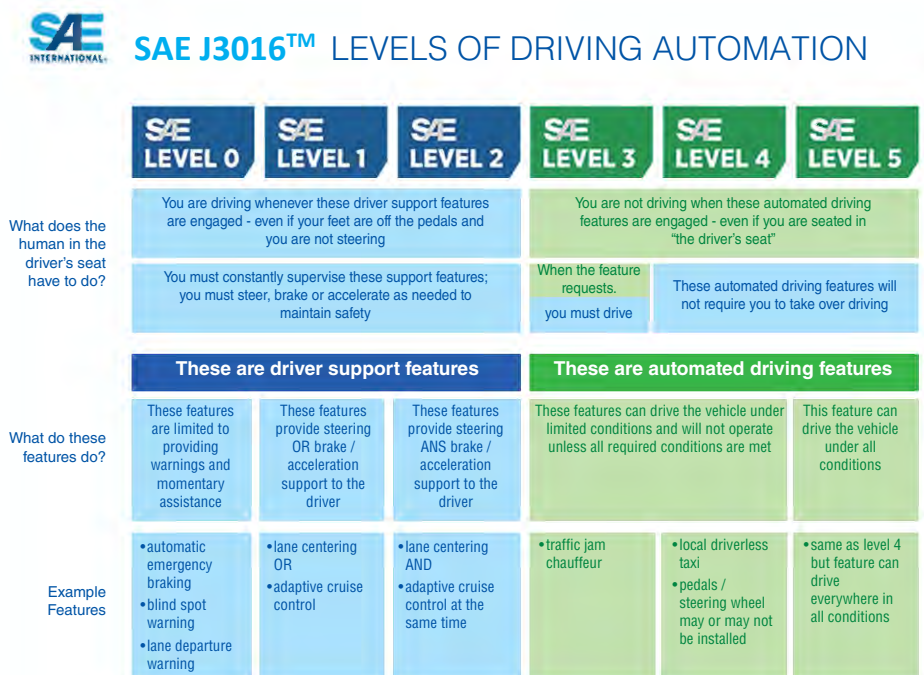 SAE
INTERNATIONAL®
SAE J3016™ LEVELS OF DRIVING AUTOMATION
SAE
LEVEL 0
SAE
LEVEL 1
SAE
LEVEL 2
SAE
LEVEL 3
SAE
LEVEL 4
SAE
LEVEL 5
What does the
human in the
driver's seat
have to do?
You are driving whenever these driver support features
are engaged - even if your feet are off the pedals and
you are not steering
You are not driving when these automated driving
features are engaged - even if you are seated in
"the driver's seat"
You must constantly supervise these support features;
you must steer, brake or accelerate as needed to
maintain safety
When the feature
requests.
you must drive
These automated driving features will
not require you to take over driving
These are driver support features
These are automated driving features
What do these
features do?
These features
are limited to
providing
warnings and
momentary
assistance
These features
provide steering
OR brake /
acceleration
support to the
driver
These features
provide steering
ANS brake /
acceleration
support to the
driver
These features can drive the vehicle under
limited conditions and will not operate
unless all required conditions are met
This feature can
drive the vehicle
under all
conditions
Example
Features
•automatic
emergency
braking
•blind spot
warning
•lane departure
warning
•lane centering
OR
•adaptive cruise
control
•lane centering
AND
•adaptive cruise
control at the
same time
•traffic jam
chauffeur
•local driverless
taxi
•pedals /
steering wheel
may or may not
be installed
•same as level 4
but feature can
drive
everywhere in
all conditions